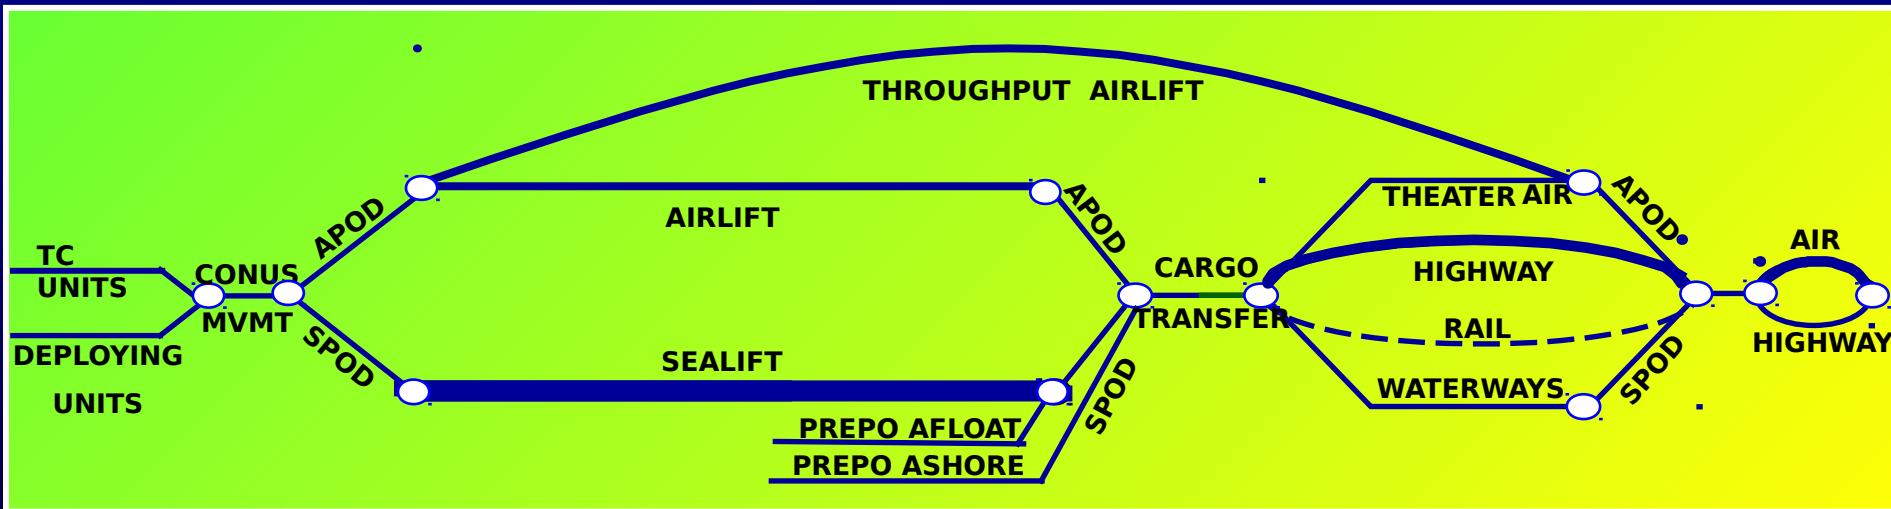 THROUGHPUT AIRLIFT
APOD
AIRLIFT
APOD
THEATER AIR
APOD
TC
UNITS
CONUS
MVMT
CARGO
TRANSFER
HIGHWAY
RAIL
AIR
HIGHWAY
DEPLOYING
UNITS
SPOD
SEALIFT
PREPO AFLOAT
PREPO ASHORE
SPOD
WATERWAYS
SPOD